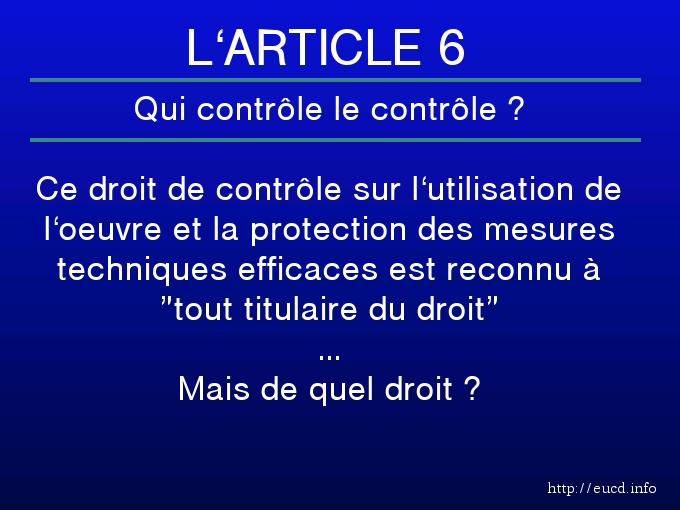 L‘ARTICLE 6
Qui contrôle le contrôle ?
Ce droit de contrôle sur l‘utilisation de
l‘oeuvre et la protection des mesures
techniques efficaces est reconnu à
”tout titulaire du droit”
...
Mais de quel droit ?
http://eucd.info